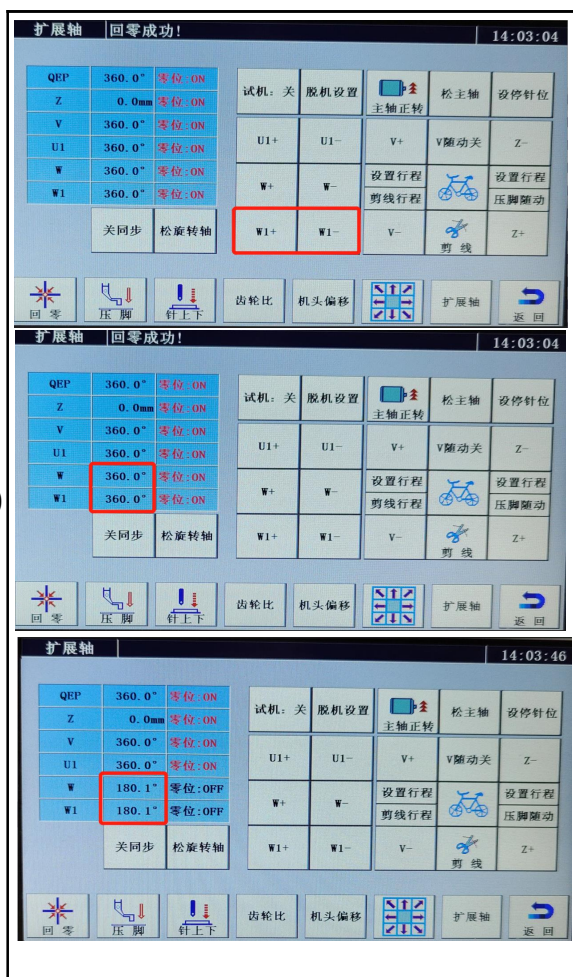 扩展轴 回零成功! 14:03:04
QEP 360.0° 零位:ON
Z 0.0mm 零位:ON
V 360.0° 零位:ON
U1 360.0° 零位:ON
W 360.0° 零位:ON
W1 360.0° 零位:ON
关同步 松旋转轴
试机: 关 脱机设置 主轴正转 松主轴 设停针位
U1+ U1- V+ V随动关 Z-
W+ W- 设置行程 剪线行程 设置行程 压脚随动
W1+ W1- V- 剪线 Z+
回零 压脚 针上下 齿轮比 机头偏移 扩展轴 返回
扩展轴 回零成功! 14:03:04
QEP 360.0° 零位:ON
Z 0.0mm 零位:ON
V 360.0° 零位:ON
U1 360.0° 零位:ON
W 360.0° 零位:ON
W1 360.0° 零位:ON
关同步 松旋转轴
试机: 关 脱机设置 主轴正转 松主轴 设停针位
U1+ U1- V+ V随动关 Z-
W+ W- 设置行程 剪线行程 设置行程 压脚随动
W1+ W1- V- 剪线 Z+
回零 压脚 针上下 齿轮比 机头偏移 扩展轴 返回
扩展轴 14:03:46
QEP 360.0° 零位:ON
Z 0.0mm 零位:ON
V 360.0° 零位:ON
U1 360.0° 零位:ON
W 180.1° 零位:OFF
W1 180.1° 零位:OFF
关同步 松旋转轴
试机: 关 脱机设置 主轴正转 松主轴 设停针位
U1+ U1- V+ V随动关 Z-
W+ W- 设置行程 剪线行程 设置行程 压脚随动
W1+ W1- V- 剪线 Z+
回零 压脚 针上下 齿轮比 机头偏移 扩展轴 返回